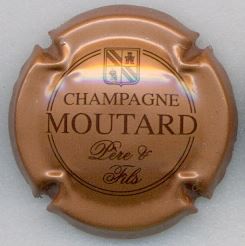 CHAMPAGNE
MOUTARD
Père &
Fils